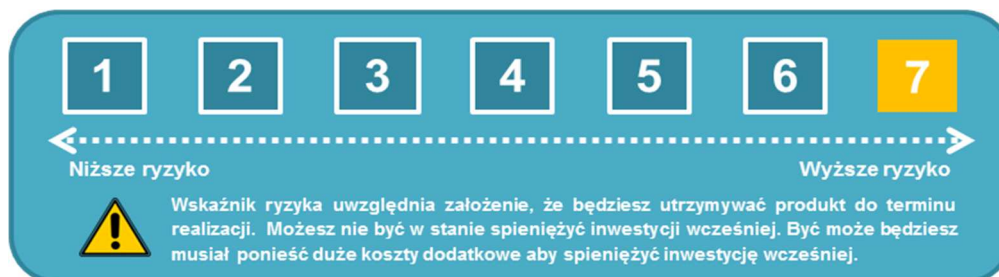 1 2 3 4 5 6 7
Niższe ryzyko Wyższe ryzyko
Wskaźnik ryzyka uwzględnia założenie, że będziesz utrzymywać produkt do terminu
realizacji. Możesz nie być w stanie spieniężyć inwestycji wcześniej. Być może będziesz
musiał ponieść duże koszty dodatkowe aby spieniężyć inwestycję wcześniej.